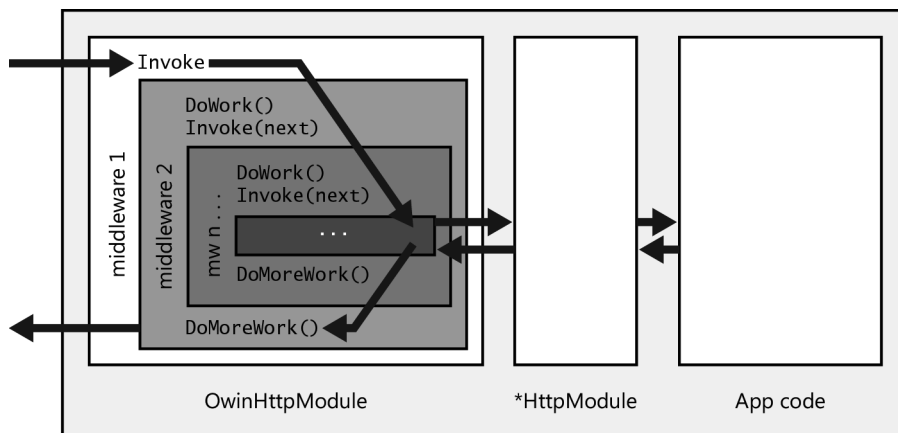 Invoke
DoWork()
Invoke(next)
DoWork()
Invoke(next)
...
DoMoreWork()
DoMoreWork()
middleware 1
middleware 2
mw n ...
OwinHttpModule
*HttpModule
App code